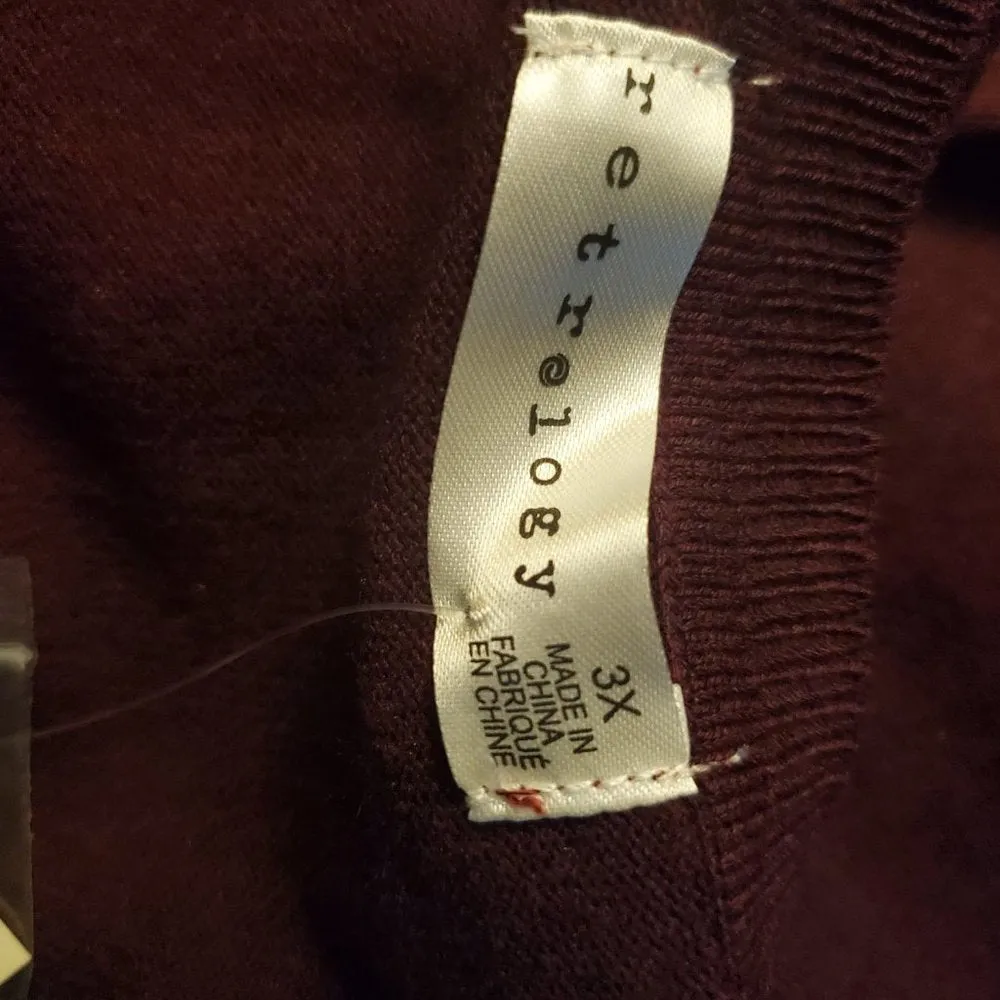 retrology
3X
MADE IN
CHINA
FABRIQUÉ
EN CHINE